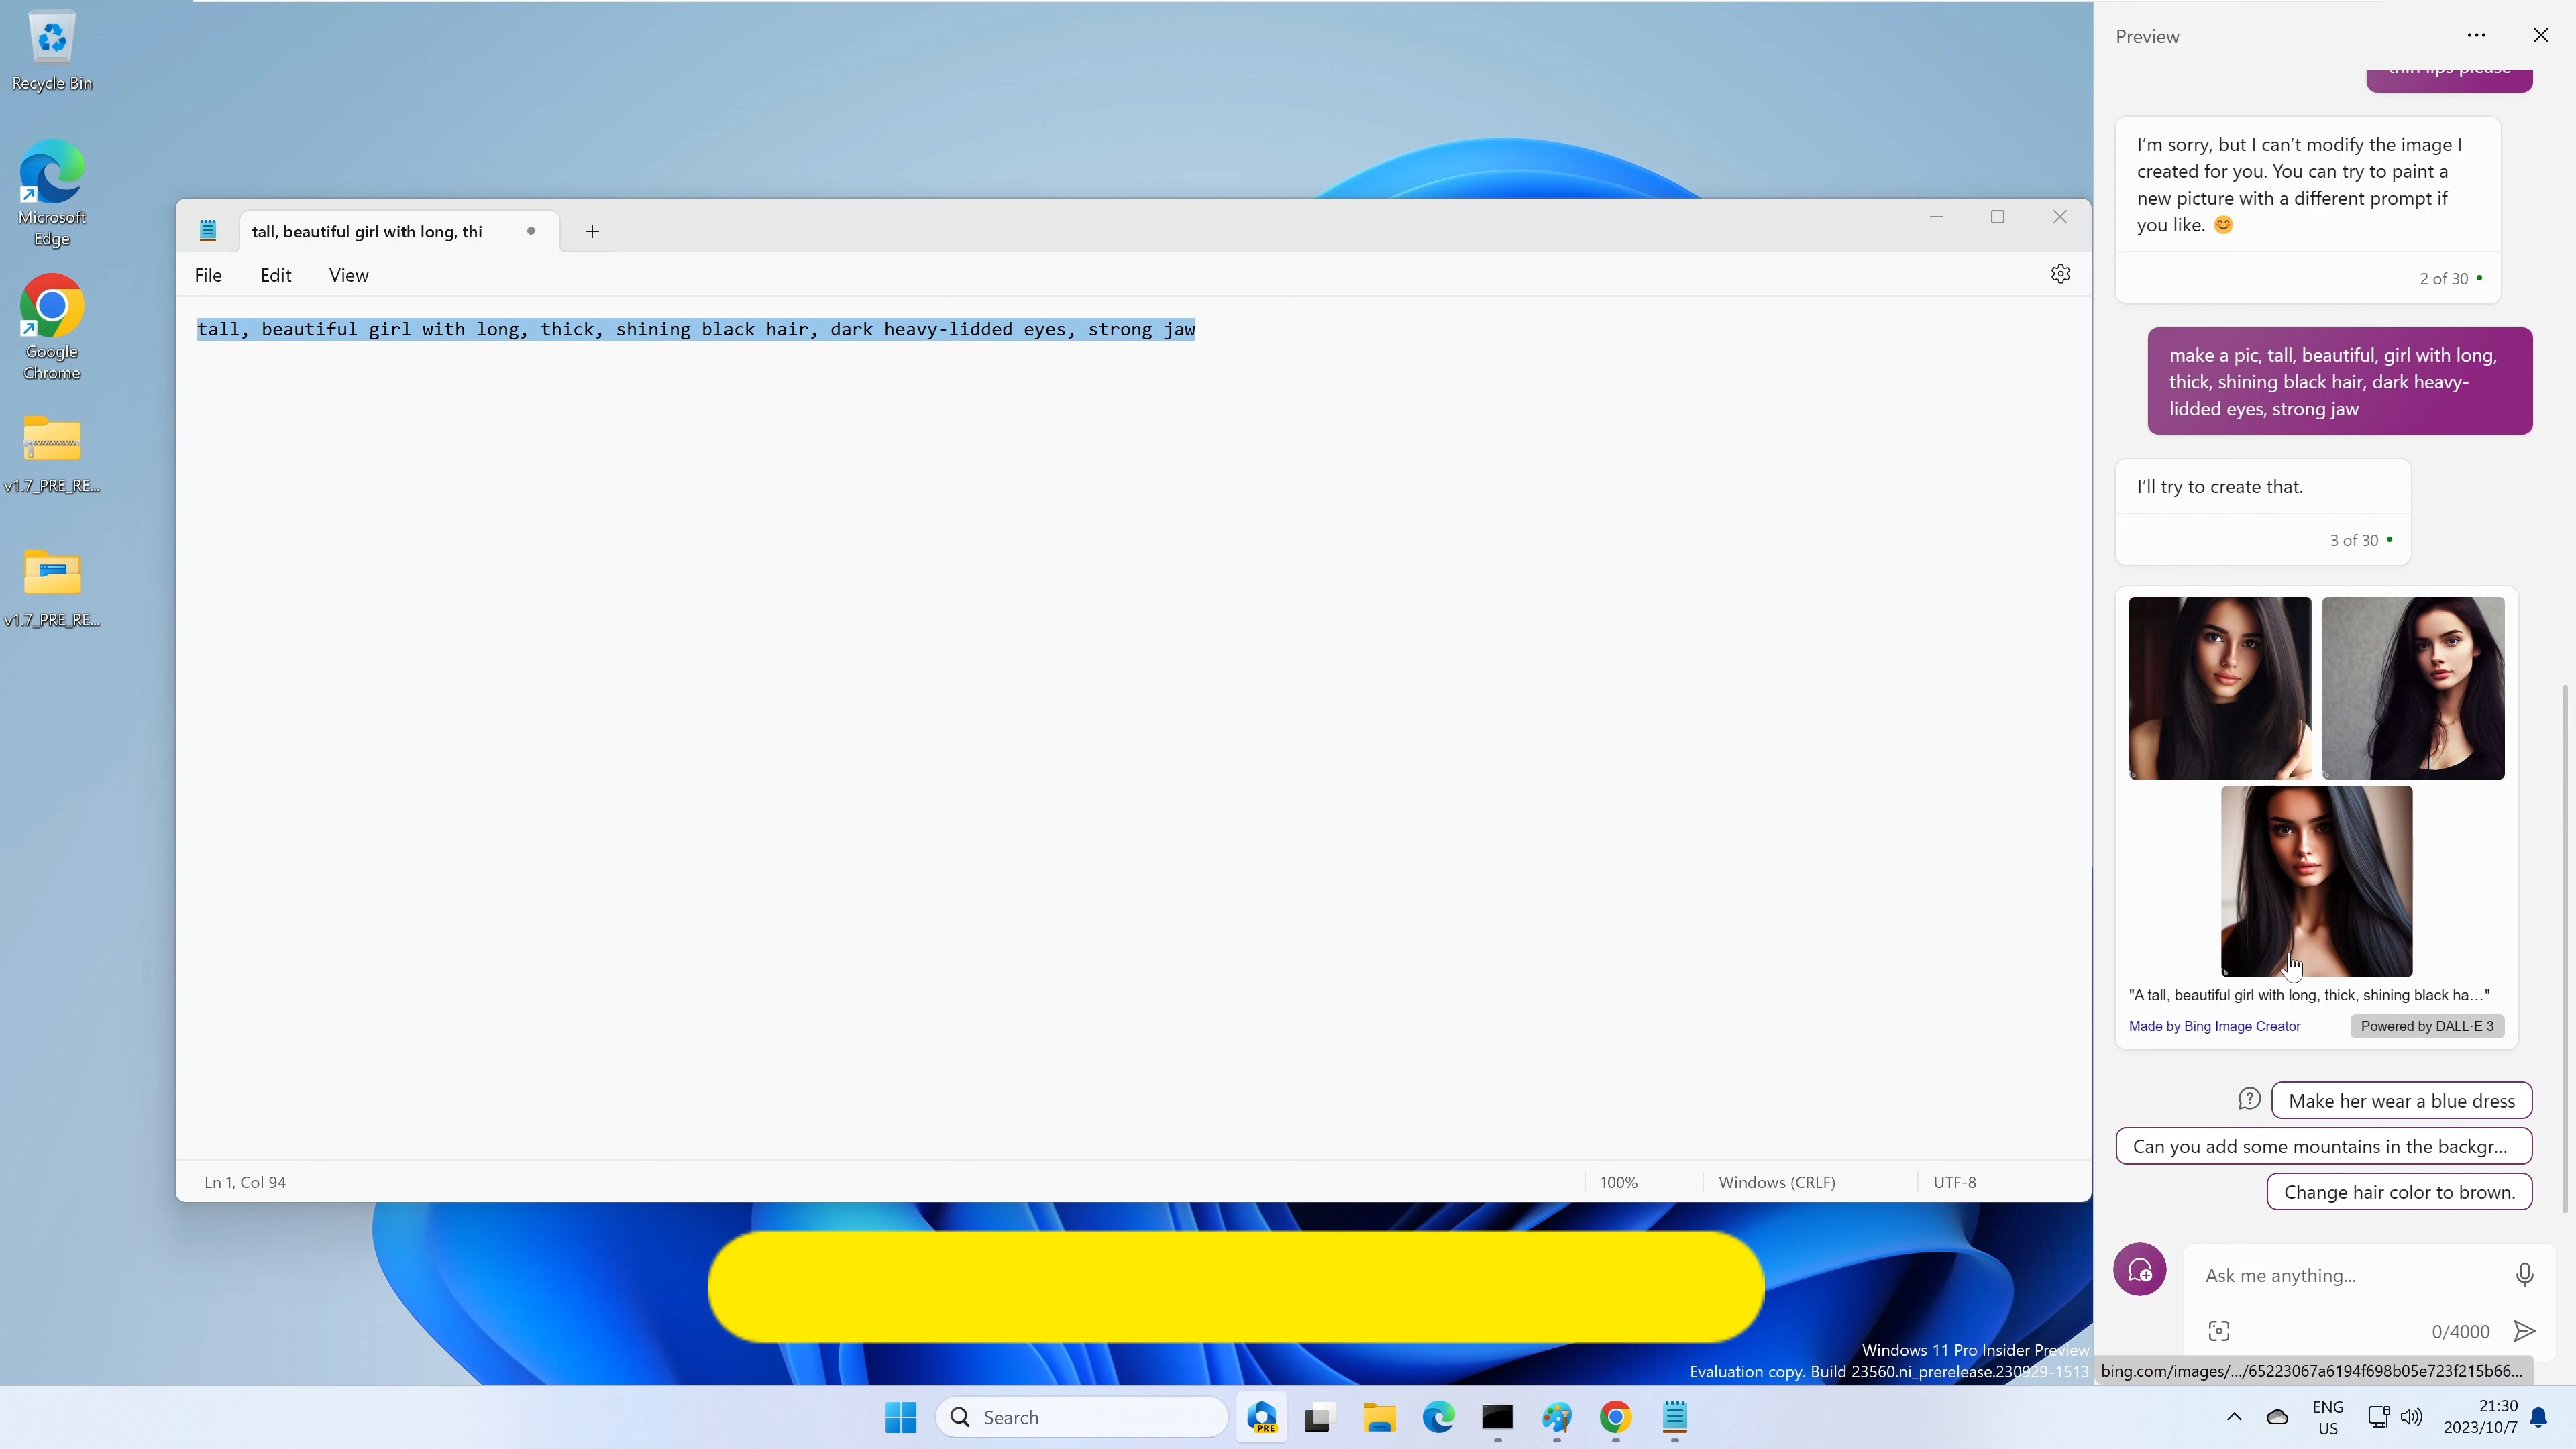 Recycle Bin
Microsoft
Edge
Google
Chrome
v1.7_PRE_RE...
v1.7_PRE_RE...
tall, beautiful girl with long, thi
File Edit View
tall, beautiful girl with long, thick, shining black hair, dark heavy-lidded eyes, strong jaw
Ln 1, Col 94
100%
Windows (CRLF)
UTF-8
Windows 11 Pro Insider Preview
Evaluation copy. Build 23560.ni_prerelease.230929-1513
Preview
thin lips please
I'm sorry, but I can't modify the image I
created for you. You can try to paint a
new picture with a different prompt if
you like. 😊
2 of 30
make a pic, tall, beautiful, girl with long,
thick, shining black hair, dark heavy-
lidded eyes, strong jaw
I'll try to create that.
3 of 30
"A tall, beautiful girl with long, thick, shining black ha..."
Made by Bing Image Creator
Powered by DALL·E 3
Make her wear a blue dress
Can you add some mountains in the backgr...
Change hair color to brown.
Ask me anything...
0/4000
bing.com/images/.../65223067a6194f698b05e723f215b66...
Search
PRE
ENG
US
21:30
2023/10/7